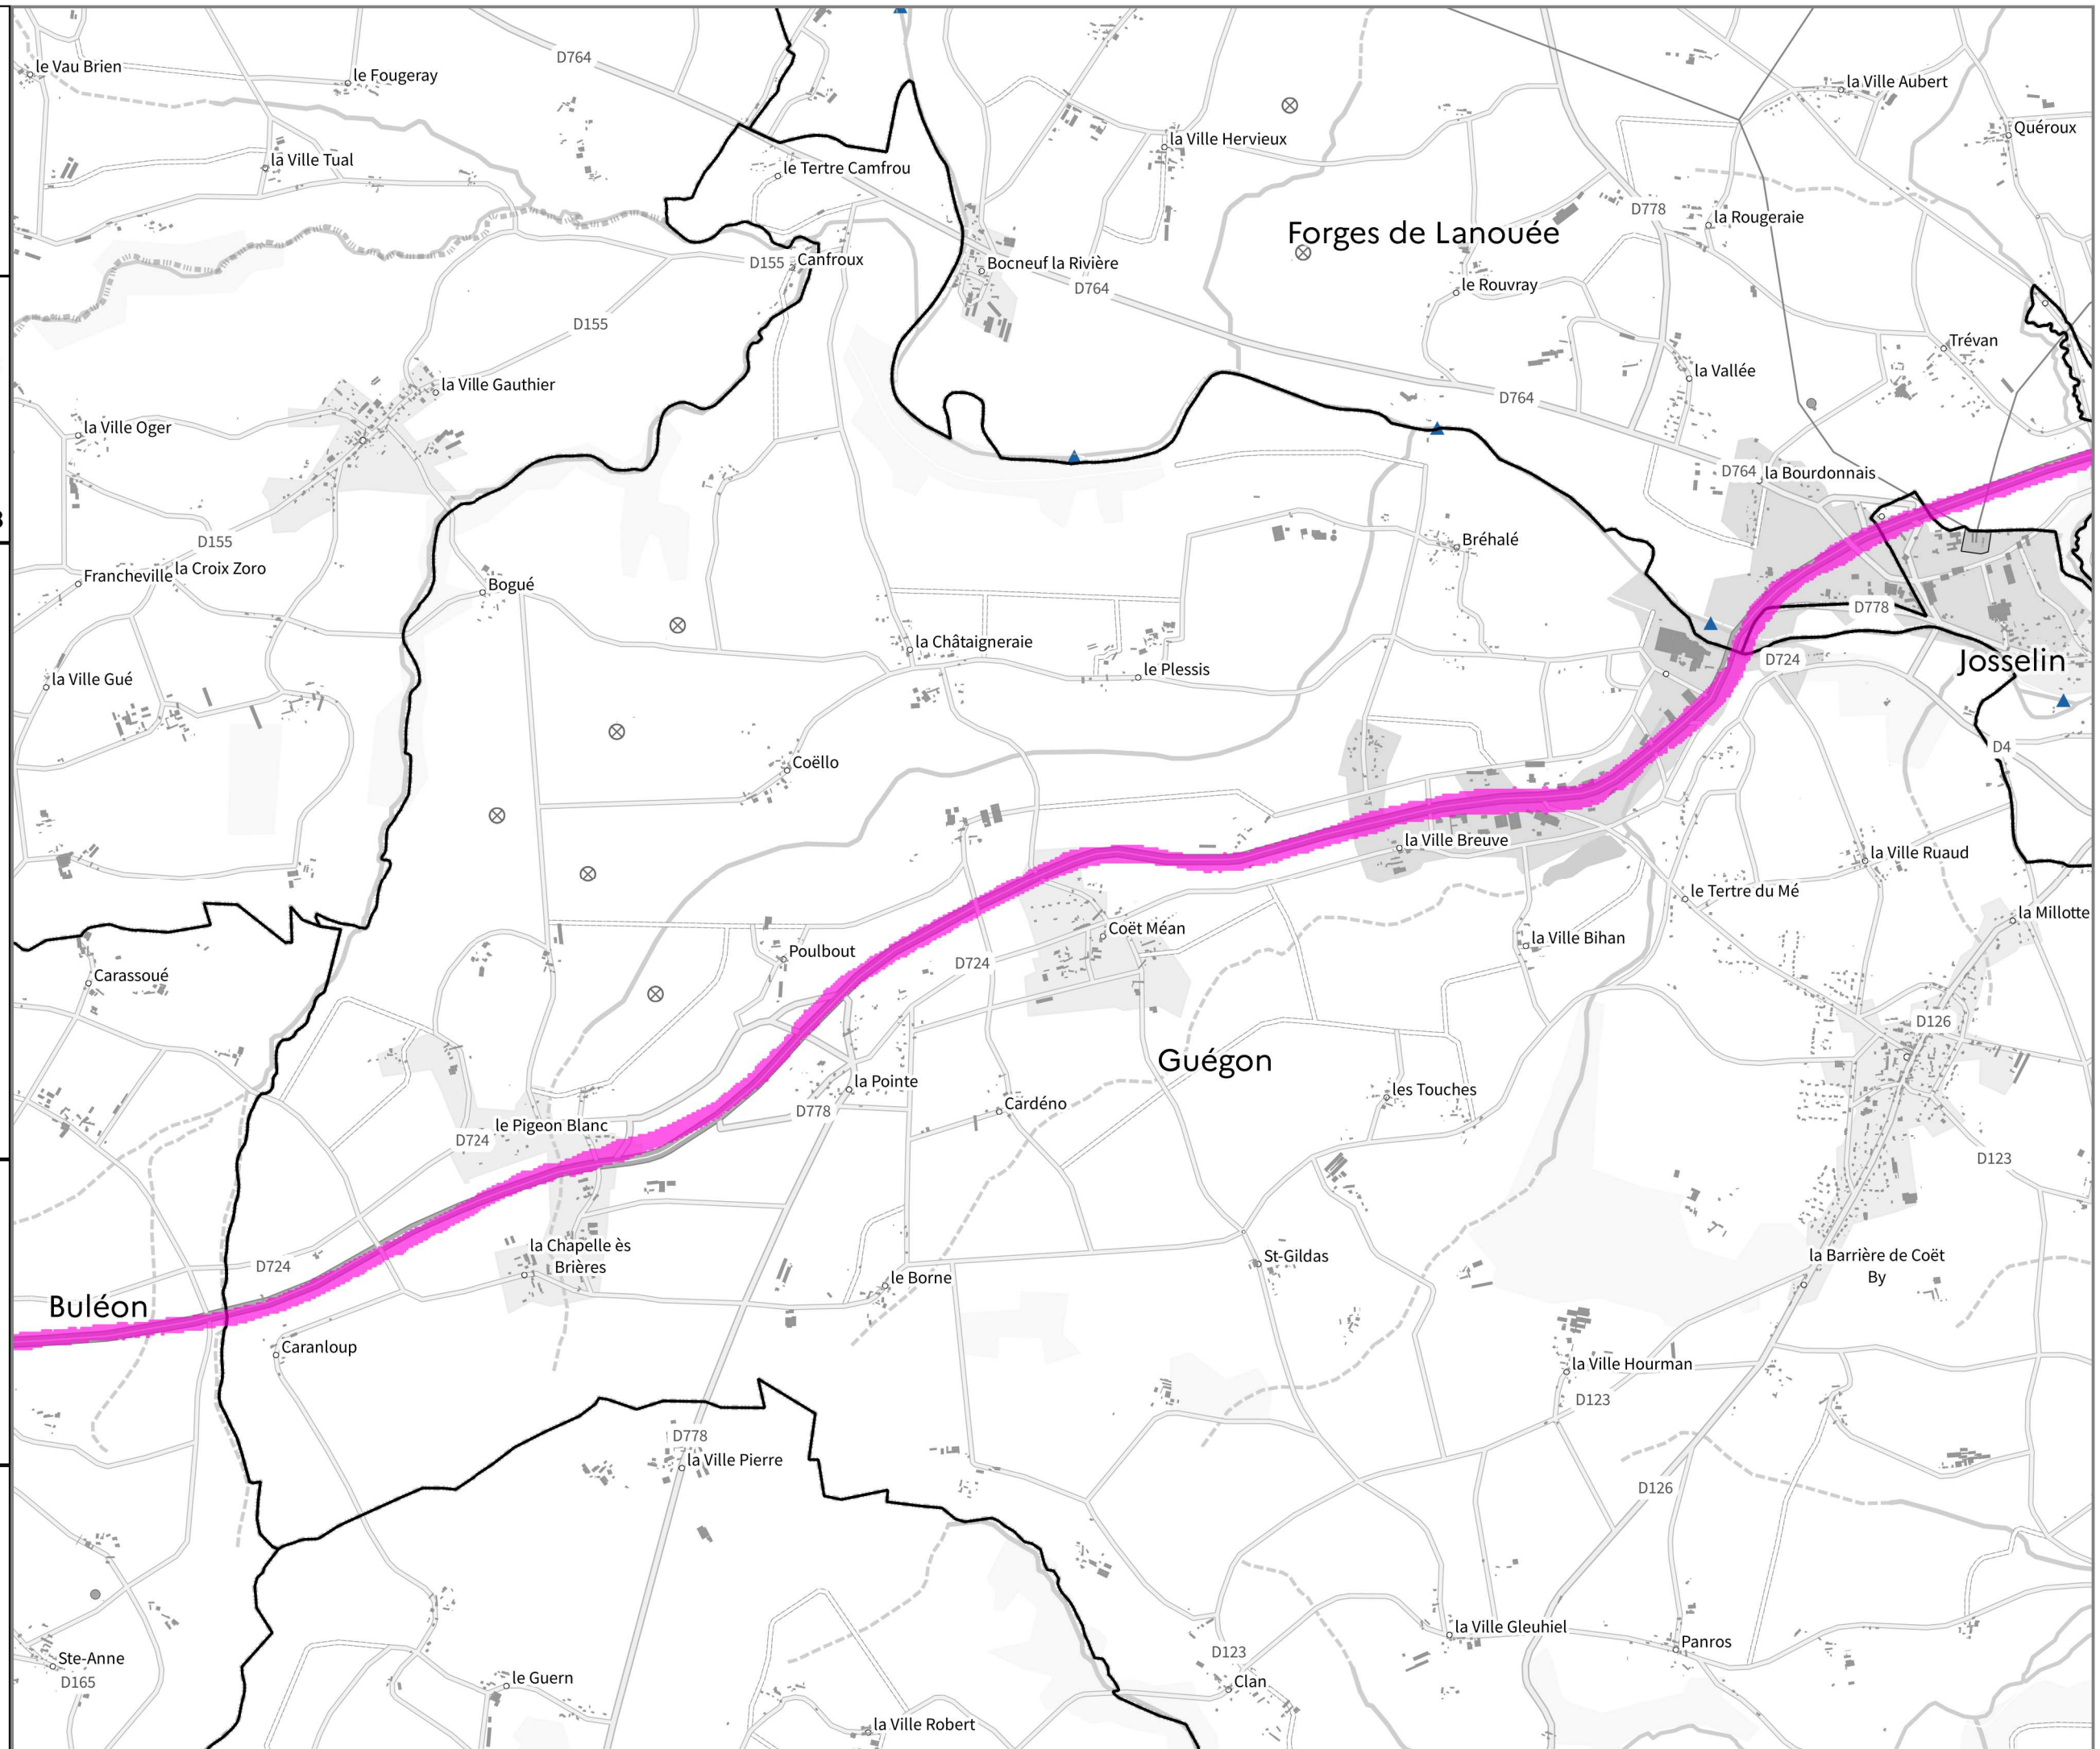 D764
le Vau Brien
le Fougeray
la Ville Aubert
Quéroux
la Ville Hervieux
la Ville Tual
le Tertre Camfrou
D778
la Rougeraie
Forges de Lanouée
D155
Canfroux
Bocneuf la Rivière
D764
le Rouvray
D155
Trévan
la Vallée
la Ville Gauthier
D764
la Ville Oger
D764
la Bourdonnais
D155
Bréhalé
la Croix Zoro
Francheville
Bogué
D778
la Châtaigneraie
D724
Josselin
le Plessis
la Ville Gué
D4
Coëllo
la Ville Breuve
la Ville Ruaud
le Tertre du Mé
la Millotte
Coët Méan
la Ville Bihan
Poulbout
D724
Carassoué
D126
Guégon
la Pointe
les Touches
Cardéno
D778
le Pigeon Blanc
D724
D123
la Chapelle ès
Brières
St-Gildas
la Barrière de Coët
By
D724
le Borne
Buléon
Caranloup
la Ville Hourman
D123
D778
la Ville Pierre
D126
la Ville Gleuhiel
Panros
Ste-Anne
D123
D165
le Guern
Clan
la Ville Robert